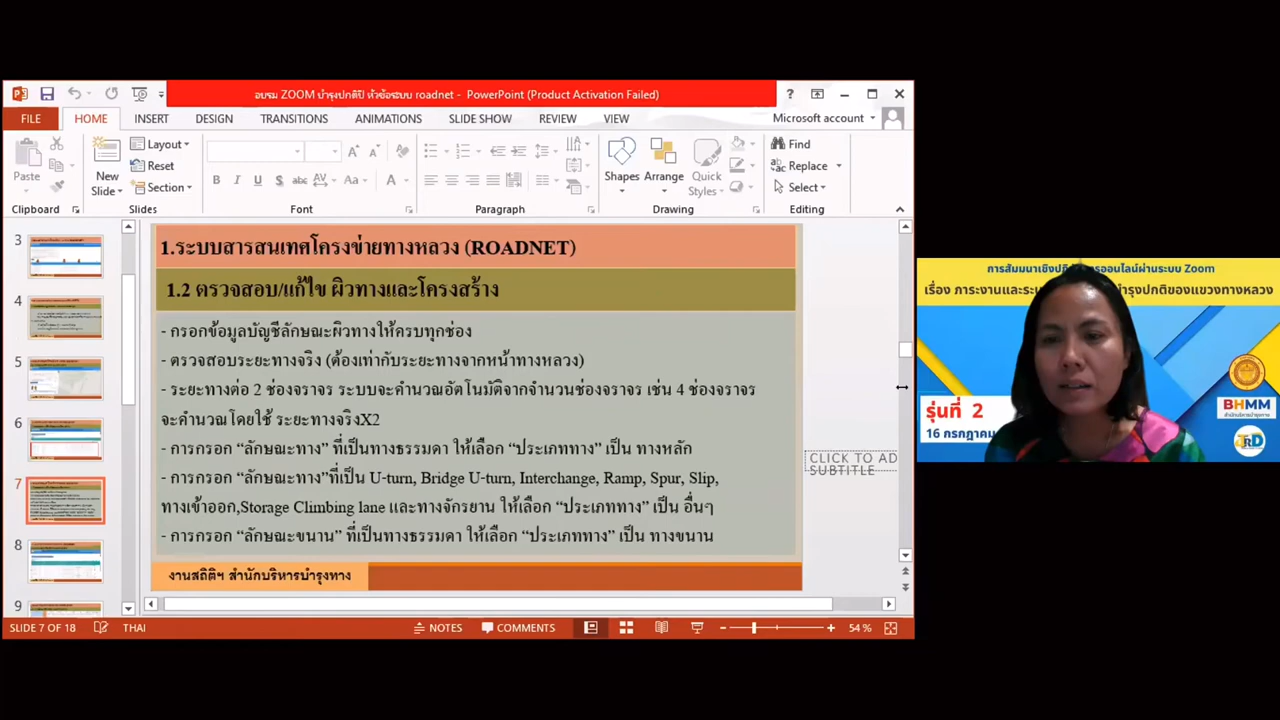 อบรม ZOOM บำรุงปกติปี หัวข้อระบบ roadnet - PowerPoint (Product Activation Failed)
FILE HOME INSERT DESIGN TRANSITIONS ANIMATIONS SLIDE SHOW REVIEW VIEW Microsoft account
Paste
New Slide
Layout
Reset
Section
Shapes
Arrange
Quick Styles
Find
Replace
Select
Clipboard Slides Font Paragraph Drawing Editing
3
4
5
6
7
8
9
1.ระบบสารสนเทศโครงข่ายทางหลวง (ROADNET)
1.2 ตรวจสอบ/แก้ไข ผิวทางและโครงสร้าง
- กรอกข้อมูลบัญชีลักษณะผิวทางให้ครบทุกช่อง
- ตรวจสอบระยะทางจริง (ต้องเท่ากับระยะทางจากหน้าทางหลวง)
- ระยะทางต่อ 2 ช่องจราจร ระบบจะคำนวณอัตโนมัติจากจำนวนช่องจราจร เช่น 4 ช่องจราจร
จะคำนวณโดยใช้ ระยะทางจริงX2
- การกรอก “ลักษณะทาง” ที่เป็นทางธรรมดา ให้เลือก “ประเภททาง” เป็น ทางหลัก
- การกรอก “ลักษณะทาง”ที่เป็น U-turn, Bridge U-turn, Interchange, Ramp, Spur, Slip,
ทางเข้าออก,Storage Climbing lane และทางจักรยาน ให้เลือก “ประเภททาง” เป็น อื่นๆ
- การกรอก “ลักษณะขนาน” ที่เป็นทางธรรมดา ให้เลือก “ประเภททาง” เป็น ทางขนาน
งานสถิติฯ สำนักบริหารบำรุงทาง
CLICK TO AD
SUBTITLE
SLIDE 7 OF 18 THAI NOTES COMMENTS 54 %
การสัมมนาเชิงปฏิ การออนไลน์ผ่านระบบ Zoom
เรื่อง ภาระงานและระบ บำรุงปกติของแขวงทางหลวง
รุ่นที่ 2
16 กรกฎาคม
BHMM
สำนักบริหารบำรุงทาง